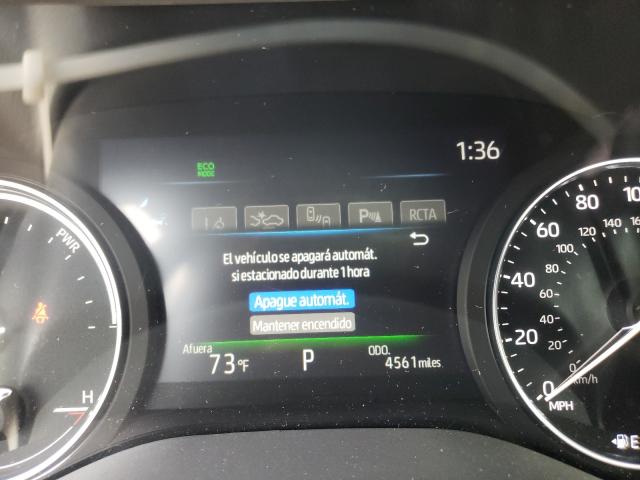 ECO
MODE
1:36
RCTA
El vehículo se apagará automát.
si estacionado durante 1 hora
Apague automát.
Mantener encendido
Afuera
73°F
P
ODO.
4561 miles
PWR
H
80
60
40
20
0
MPH
140
120
100
80
60
40
20
0
km/h
E